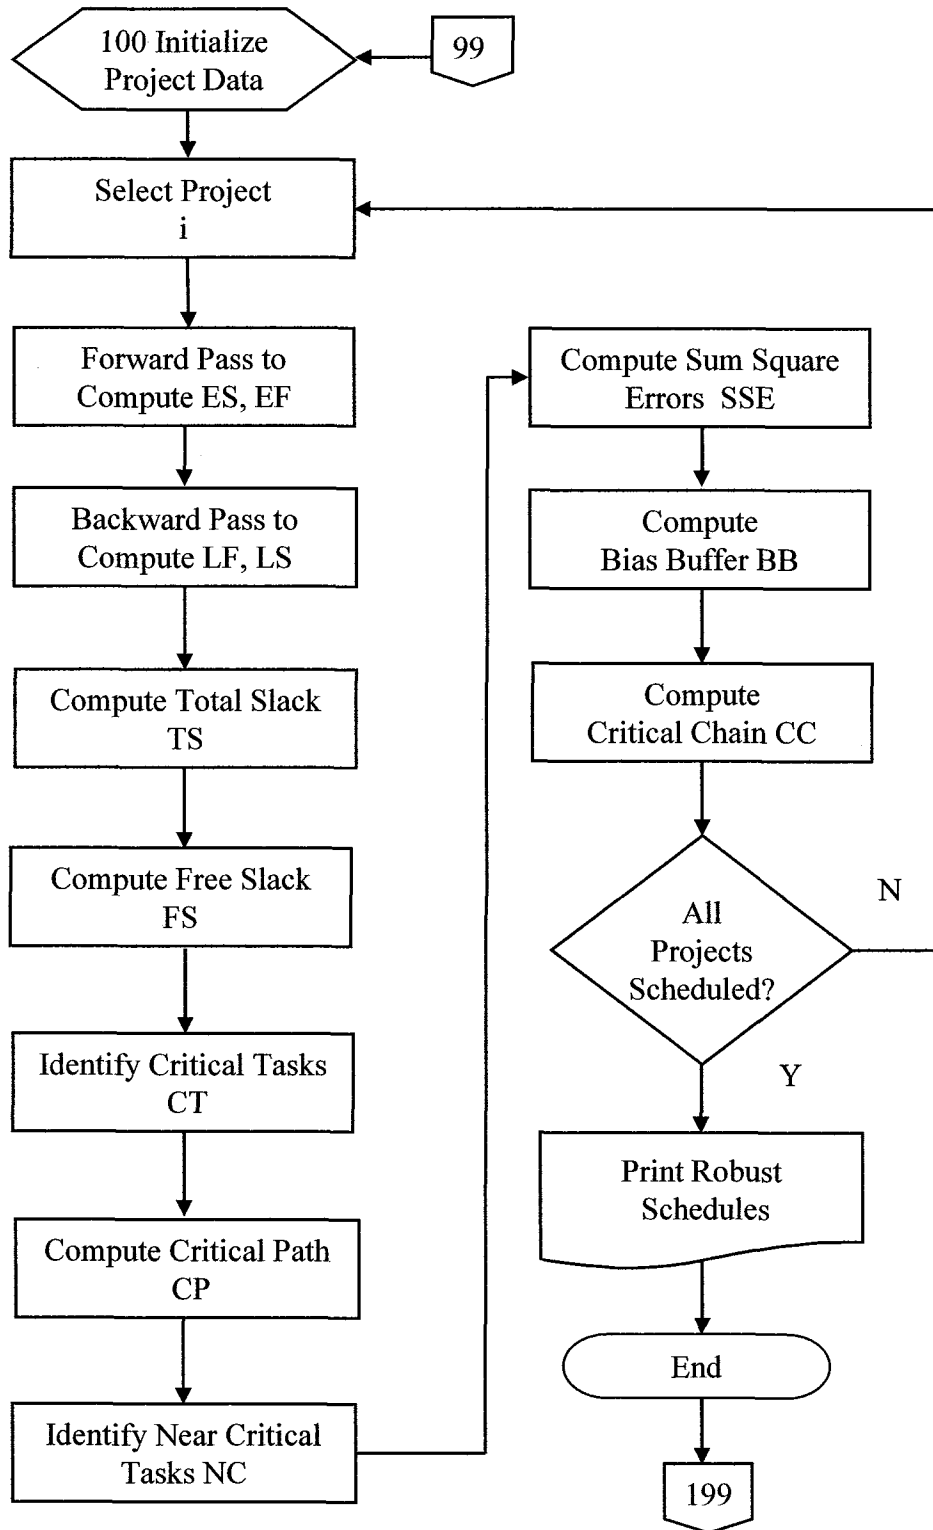 100 Initialize
Project Data
99
Select Project
i
Forward Pass to
Compute ES, EF
Backward Pass to
Compute LF, LS
Compute Total Slack
TS
Compute Free Slack
FS
Identify Critical Tasks
CT
Compute Critical Path
CP
Identify Near Critical
Tasks NC
Compute Sum Square
Errors SSE
Compute
Bias Buffer BB
Compute
Critical Chain CC
All
Projects
Scheduled?
N
Y
Print Robust
Schedules
End
199